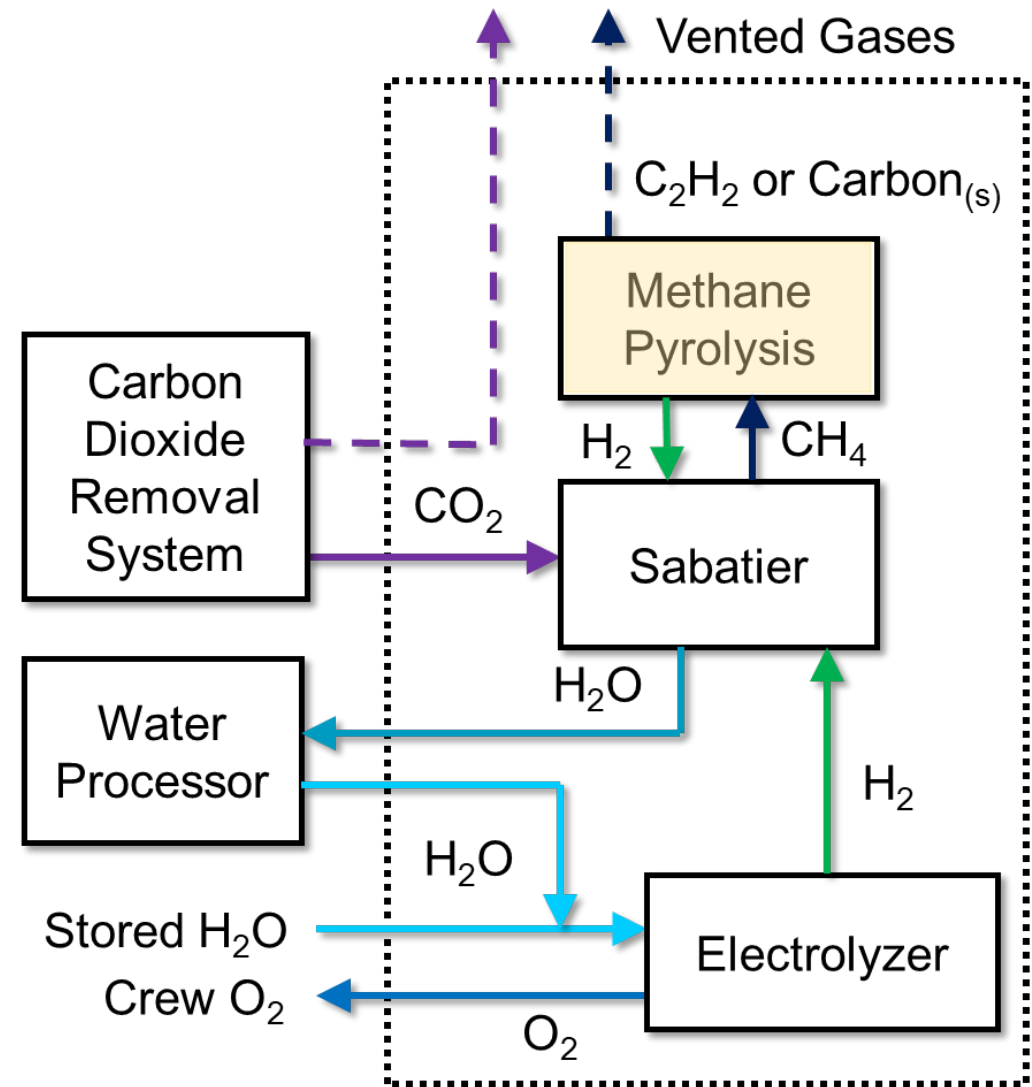 Vented Gases
C₂H₂ or Carbon₍s₎
Methane
Pyrolysis
Carbon
Dioxide
Removal
System
H₂
CH₄
CO₂
Sabatier
H₂O
Water
Processor
H₂
H₂O
Stored H₂O
Electrolyzer
Crew O₂
O₂